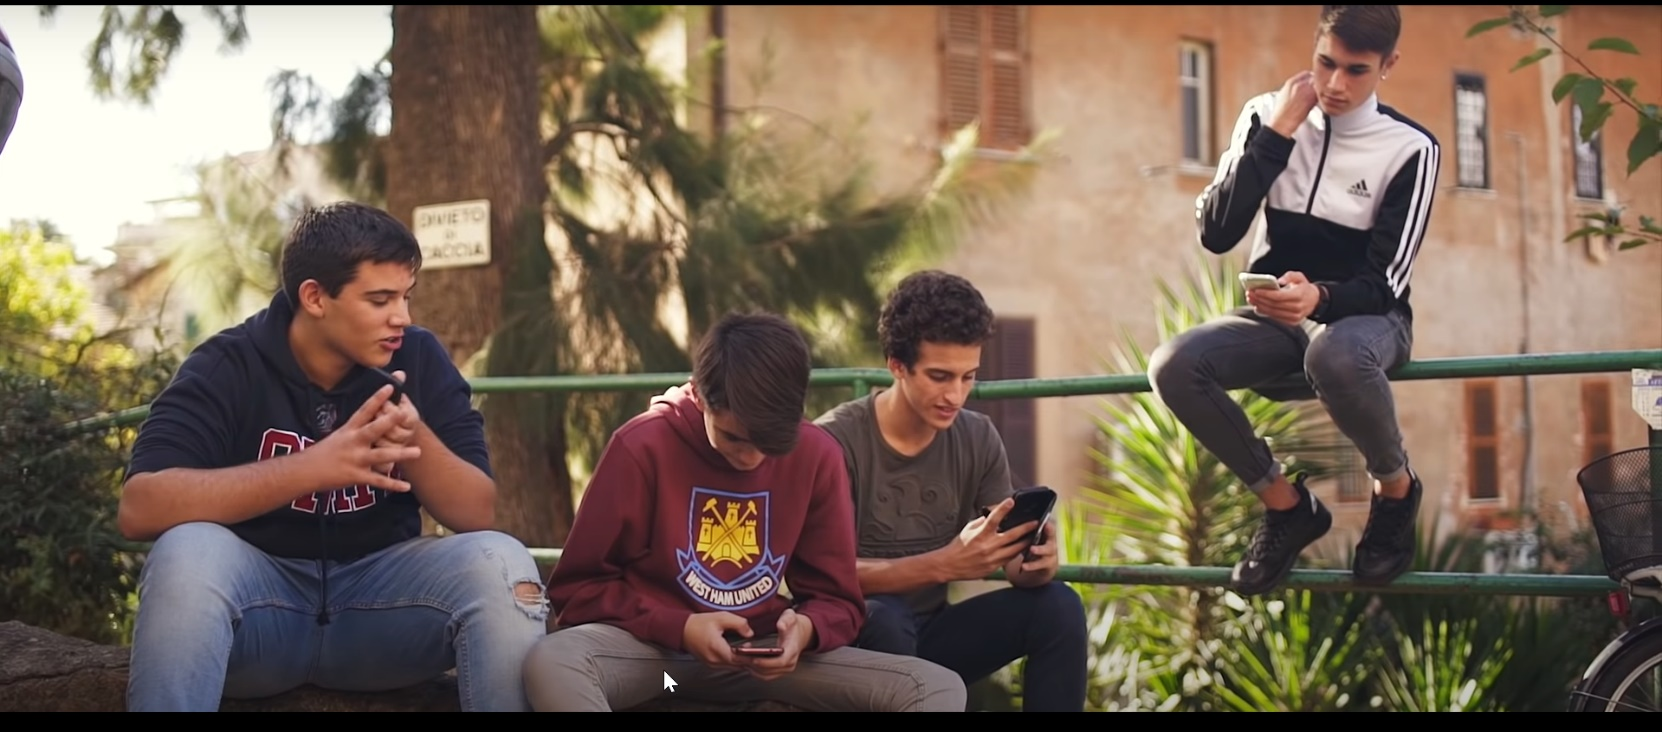 DIVIETO
DI
CACCIA
adidas
WEST HAM UNITED